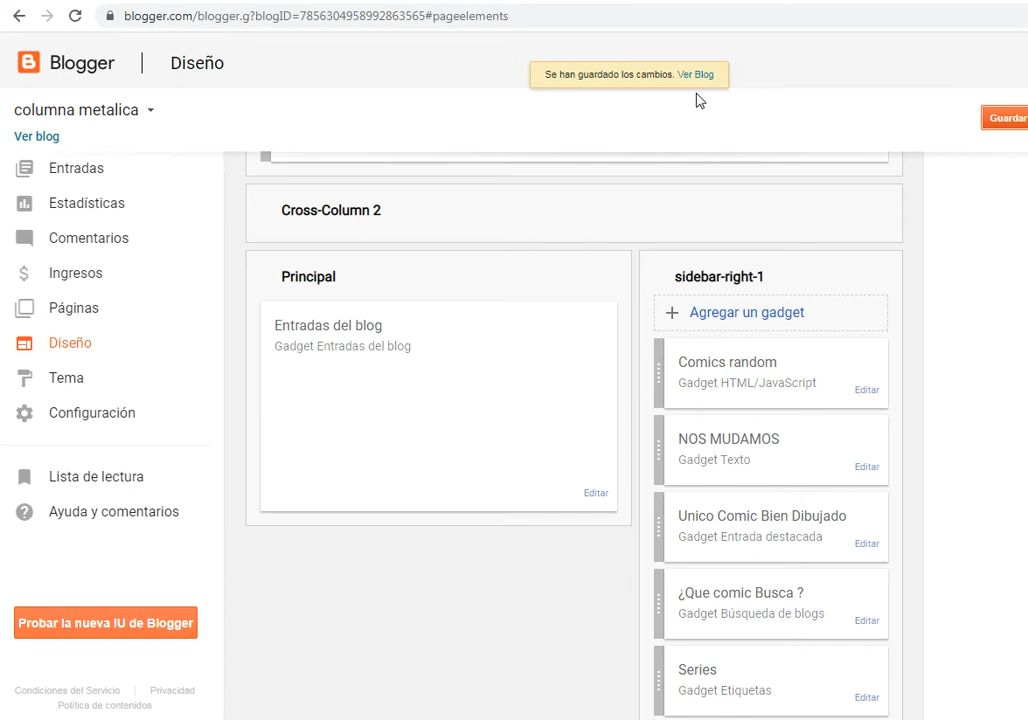 blogger.com/blogger.g?blogID=7856304958992863565#pageelements
Blogger
Diseño
Se han guardado los cambios. Ver Blog
columna metalica
Ver blog
Guardar
Entradas
Estadísticas
Comentarios
Ingresos
Páginas
Diseño
Tema
Configuración
Lista de lectura
Ayuda y comentarios
Probar la nueva IU de Blogger
Condiciones del Servicio
Privacidad
Política de contenidos
Cross-Column 2
Principal
Entradas del blog
Gadget Entradas del blog
Editar
sidebar-right-1
+ Agregar un gadget
Comics random
Gadget HTML/JavaScript
Editar
NOS MUDAMOS
Gadget Texto
Editar
Unico Comic Bien Dibujado
Gadget Entrada destacada
Editar
¿Que comic Busca ?
Gadget Búsqueda de blogs
Editar
Series
Gadget Etiquetas
Editar